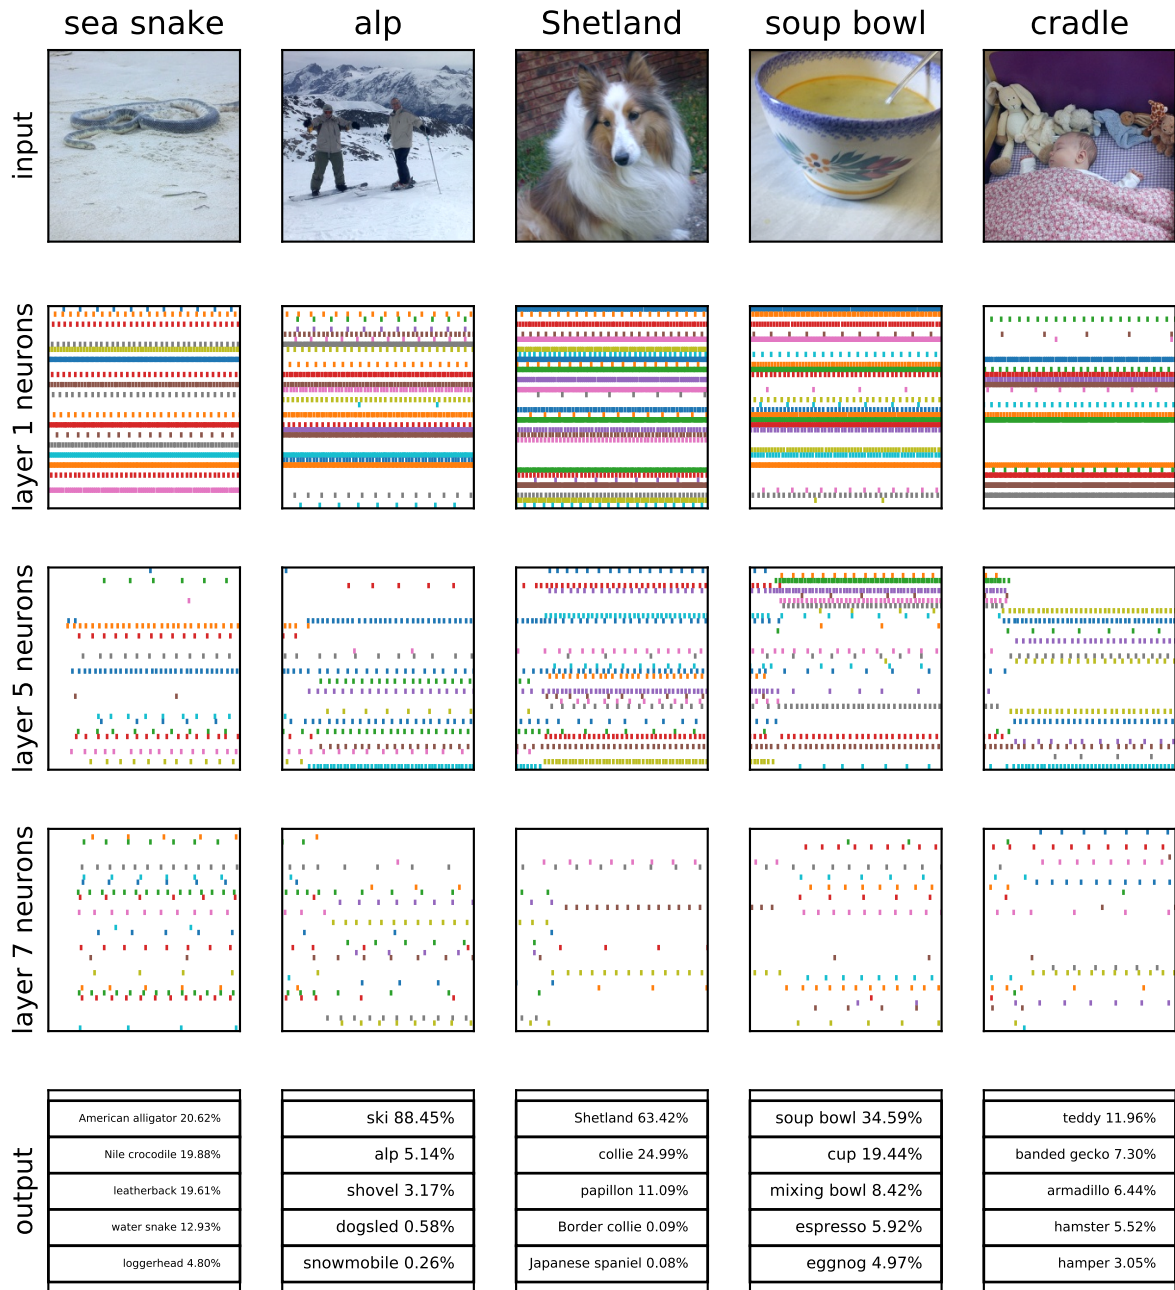 sea snake
alp
Shetland
soup bowl
cradle
input
layer 1 neurons
layer 5 neurons
layer 7 neurons
output
American alligator 20.62%
Nile crocodile 19.88%
leatherback 19.61%
water snake 12.93%
loggerhead 4.80%
ski 88.45%
alp 5.14%
shovel 3.17%
dogsled 0.58%
snowmobile 0.26%
Shetland 63.42%
collie 24.99%
papillon 11.09%
Border collie 0.09%
Japanese spaniel 0.08%
soup bowl 34.59%
cup 19.44%
mixing bowl 8.42%
espresso 5.92%
eggnog 4.97%
teddy 11.96%
banded gecko 7.30%
armadillo 6.44%
hamster 5.52%
hamper 3.05%